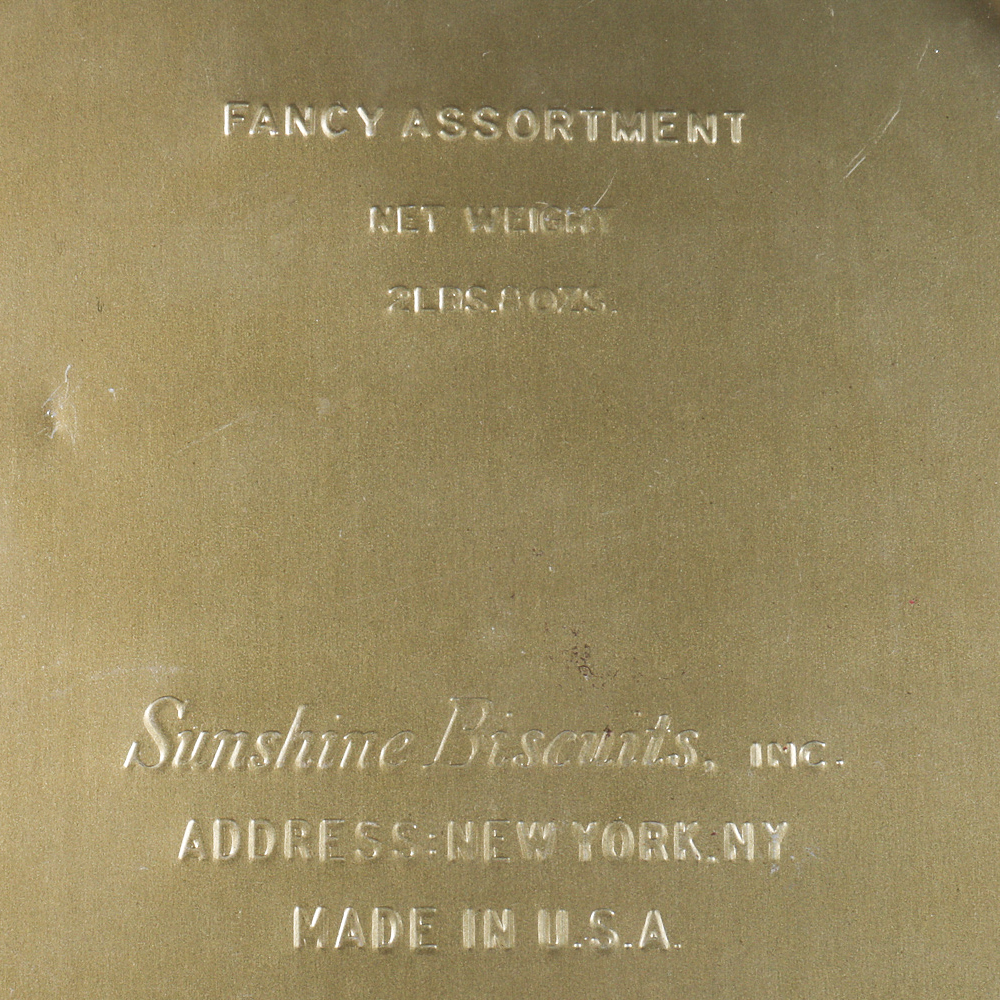 FANCY ASSORTMENT
NET WEIGHT
2LBS.8OZS.
Sunshine Biscuits, INC.
ADDRESS:NEW YORK.NY.
MADE IN U.S.A.